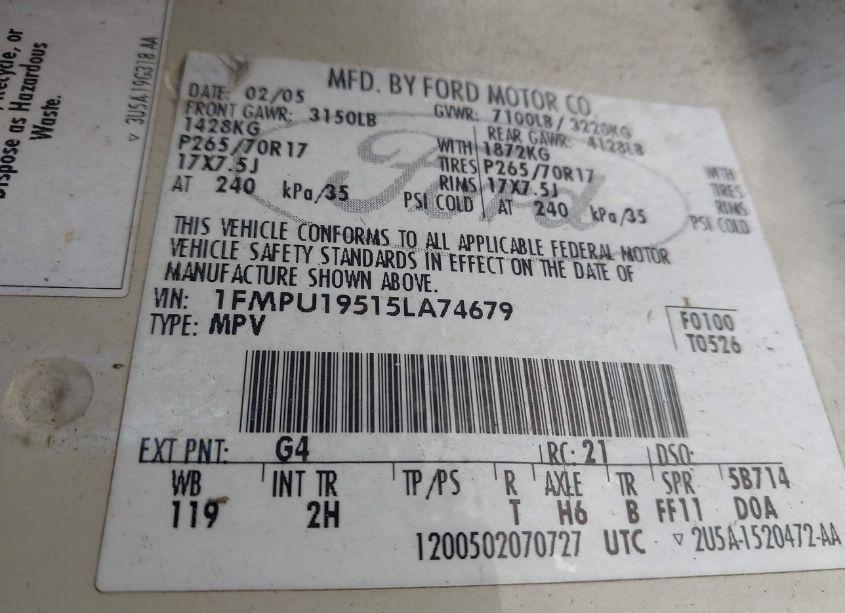 Recycle, or
Dispose as Hazardous
Waste.
3U5A19G318 AA
MFD. BY FORD MOTOR CO
DATE: 02/05 GVWR: 7100LB / 3220KG
FRONT GAWR: 3150LB REAR GAWR: 4128LB
1428KG WITH 1872KG WITH
P265/70R17 TIRES P265/70R17 TIRES
17X7.5J RIMS 17X7.5J RIMS
AT 240 kPa/35 PSI COLD AT 240 kPa/35 PSI COLD
Ford
THIS VEHICLE CONFORMS TO ALL APPLICABLE FEDERAL MOTOR
VEHICLE SAFETY STANDARDS IN EFFECT ON THE DATE OF
MANUFACTURE SHOWN ABOVE.
VIN: 1FMPU19515LA74679
TYPE: MPV
F0100
T0526
EXT PNT: G4 RC: 21 DSO:
WB INT TR TP/PS R AXLE TR SPR 5B714
119 2H T H6 B FF11 DOA
1200502070727 UTC ▽ 2U5A-1520472-AA